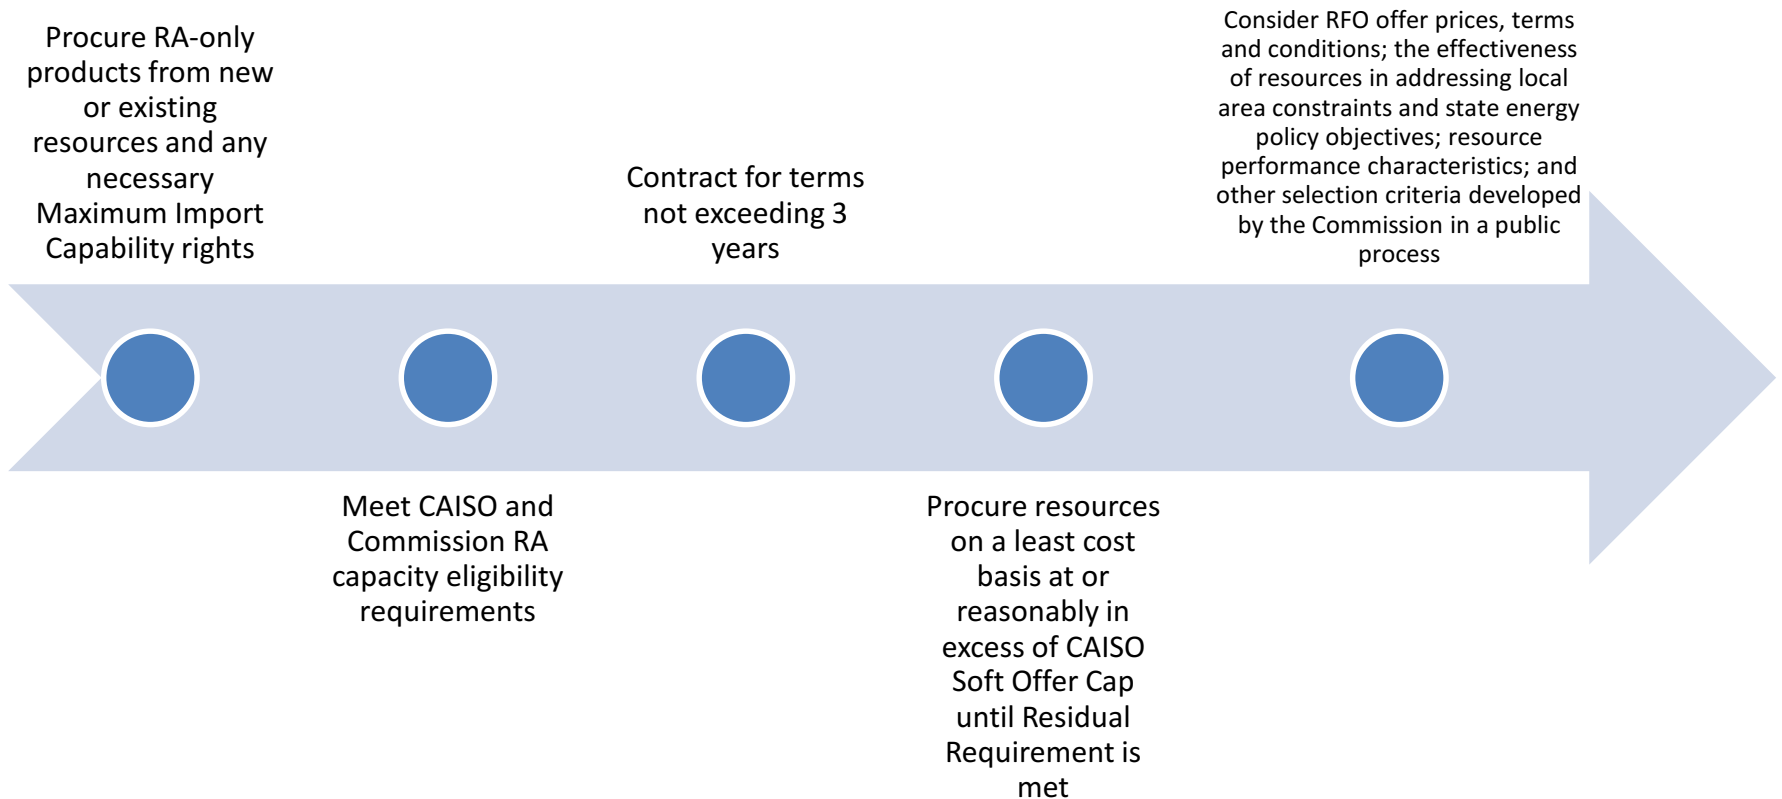 Procure RA-only
products from new
or existing
resources and any
necessary
Maximum Import
Capability rights
Meet CAISO and
Commission RA
capacity eligibility
requirements
Contract for terms
not exceeding 3
years
Procure resources
on a least cost
basis at or
reasonably in
excess of CAISO
Soft Offer Cap
until Residual
Requirement is
met
Consider RFO offer prices, terms
and conditions; the effectiveness
of resources in addressing local
area constraints and state energy
policy objectives; resource
performance characteristics; and
other selection criteria developed
by the Commission in a public
process